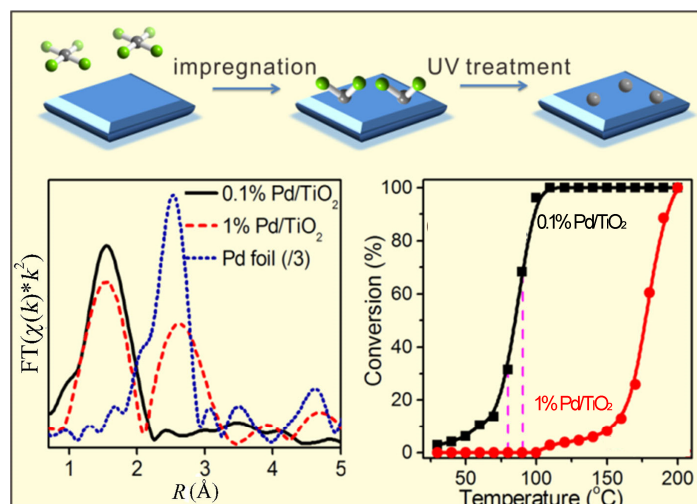 impregnation
UV treatment
0.1% Pd/TiO₂
1% Pd/TiO₂
Pd foil (/3)
FT(χ(k)*k²)
1 2 3 4 5
R (Å)
100
80
60
40
20
0
Conversion (%)
0.1% Pd/TiO₂
1% Pd/TiO₂
50 100 150 200
Temperature (°C)